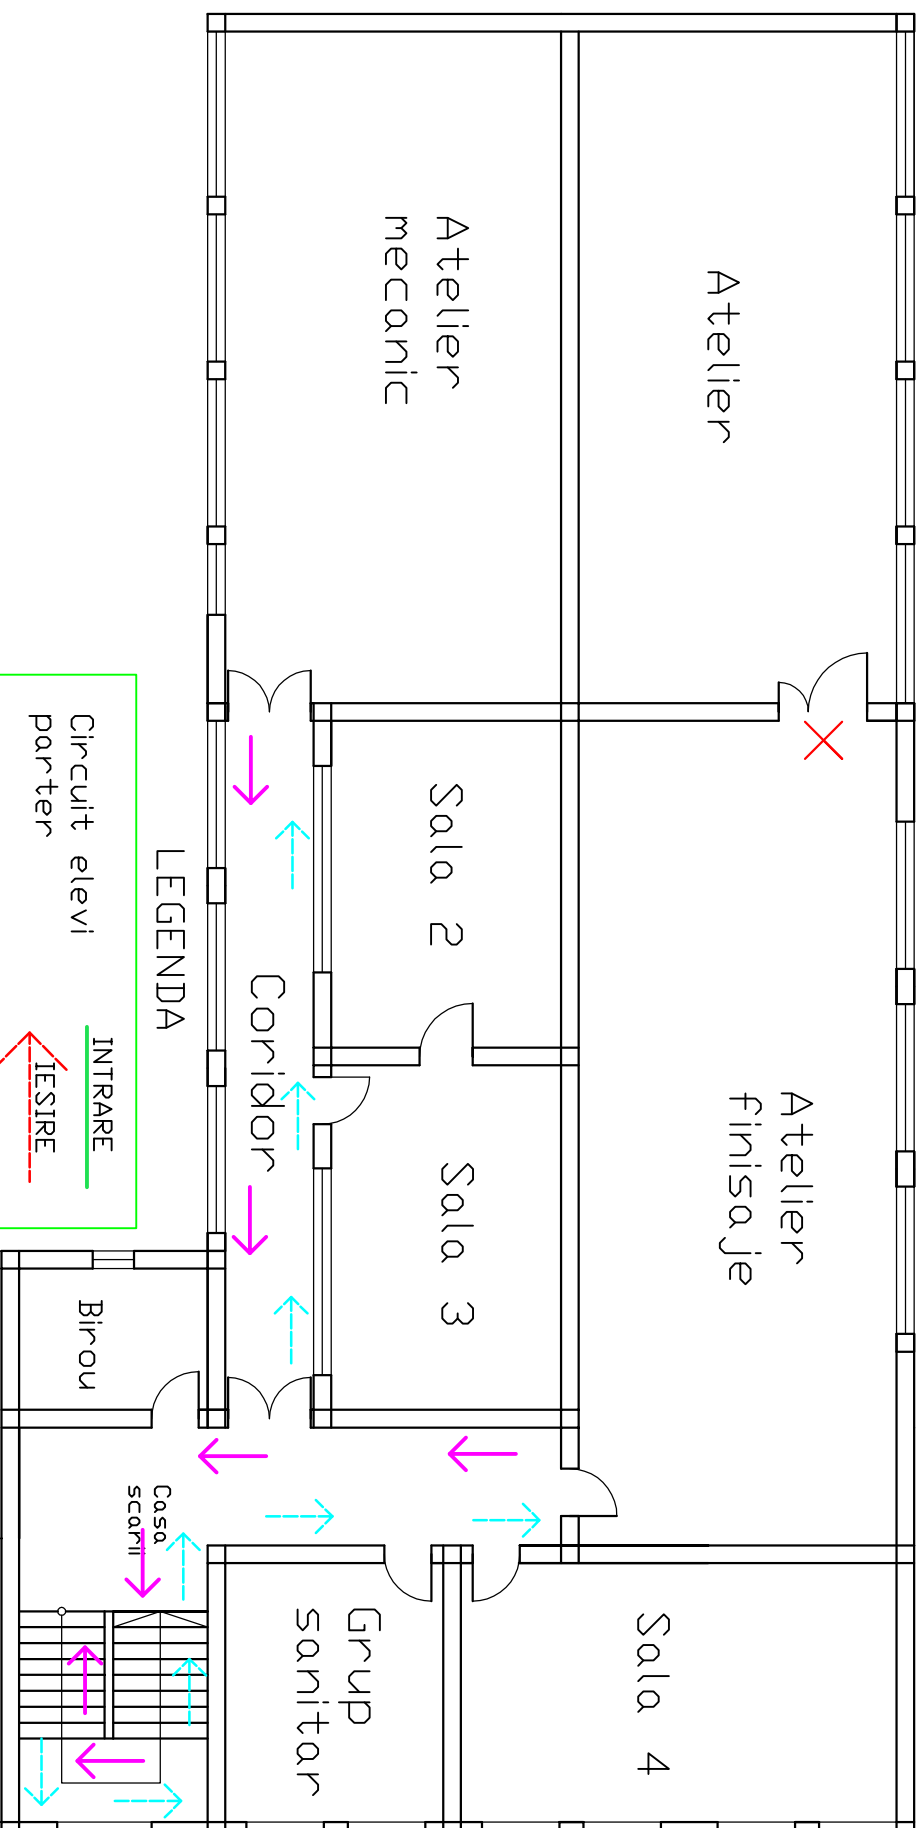 Atelier
Atelier
mecanic
Sala 2
Atelier
finisaje
Sala 3
Coridor
LEGENDA
Circuit elevi
parter
INTRARE
IESIRE
Birou
Casa
scarii
Grup
sanitar
Sala 4